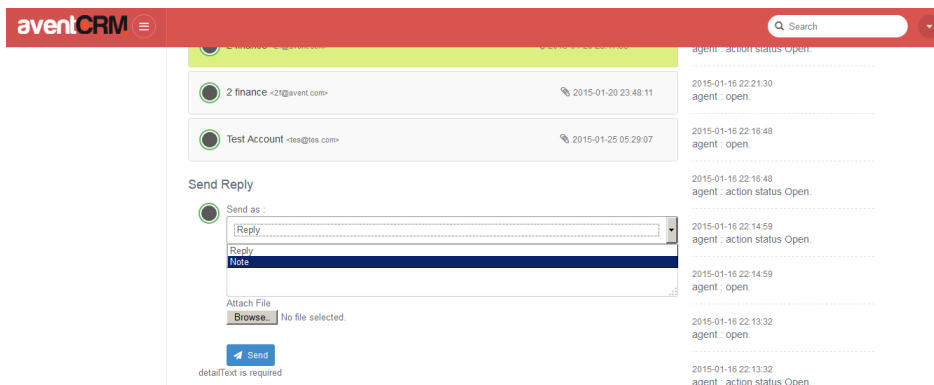 aventCRM
Search
2 finance
agent : action status Open.
2 finance <2f@avent.com>
2015-01-20 23:48:11
Test Account <tes@tes.com>
2015-01-25 05:29:07
Send Reply
Send as :
Reply
Reply
Note
Attach File
Browse_ No file selected.
Send
detailText is required
2015-01-16 22:21:30
agent : open.
2015-01-16 22:16:48
agent : open.
2015-01-16 22:16:48
agent : action status Open.
2015-01-16 22:14:59
agent : action status Open.
2015-01-16 22:14:59
agent : open.
2015-01-16 22:13:32
agent : open.
2015-01-16 22:13:32
agent : action status Open.